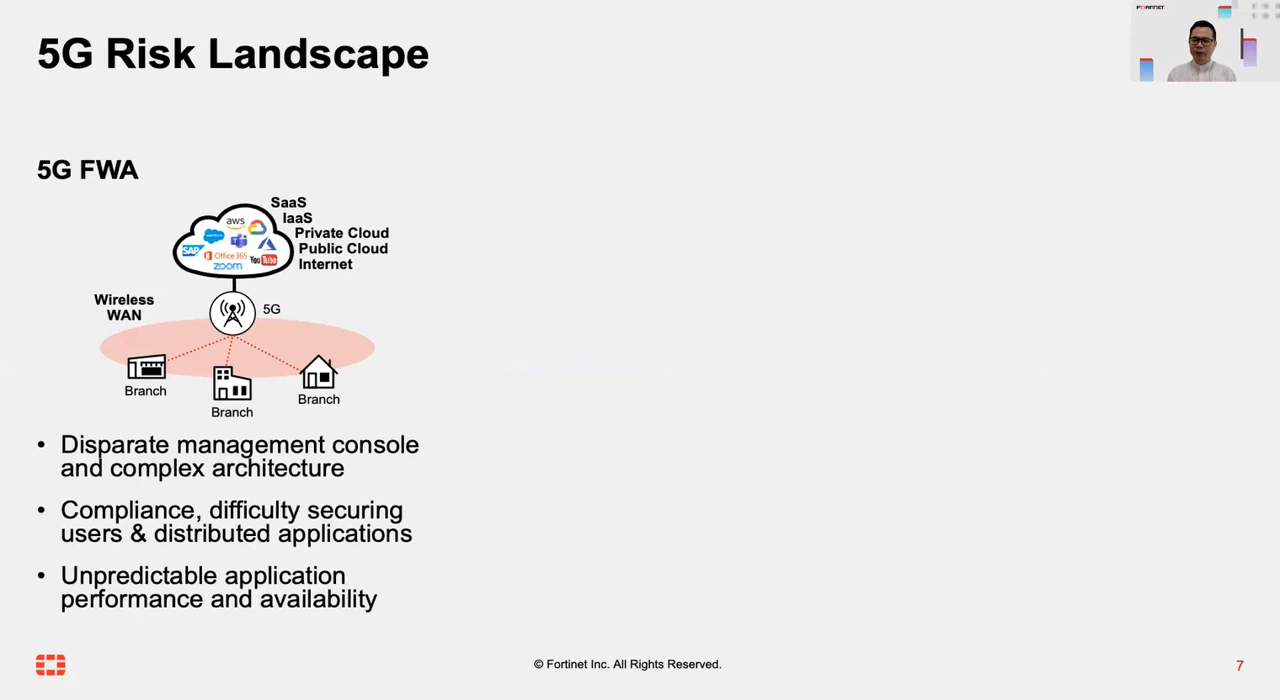 5G Risk Landscape
FORTINET
5G FWA
SaaS
IaaS
Private Cloud
Public Cloud
Internet
aws
salesforce
SAP
Office 365
YouTube
zoom
Wireless
WAN
5G
Branch
Branch
Branch
• Disparate management console
and complex architecture
• Compliance, difficulty securing
users & distributed applications
• Unpredictable application
performance and availability
© Fortinet Inc. All Rights Reserved.
7